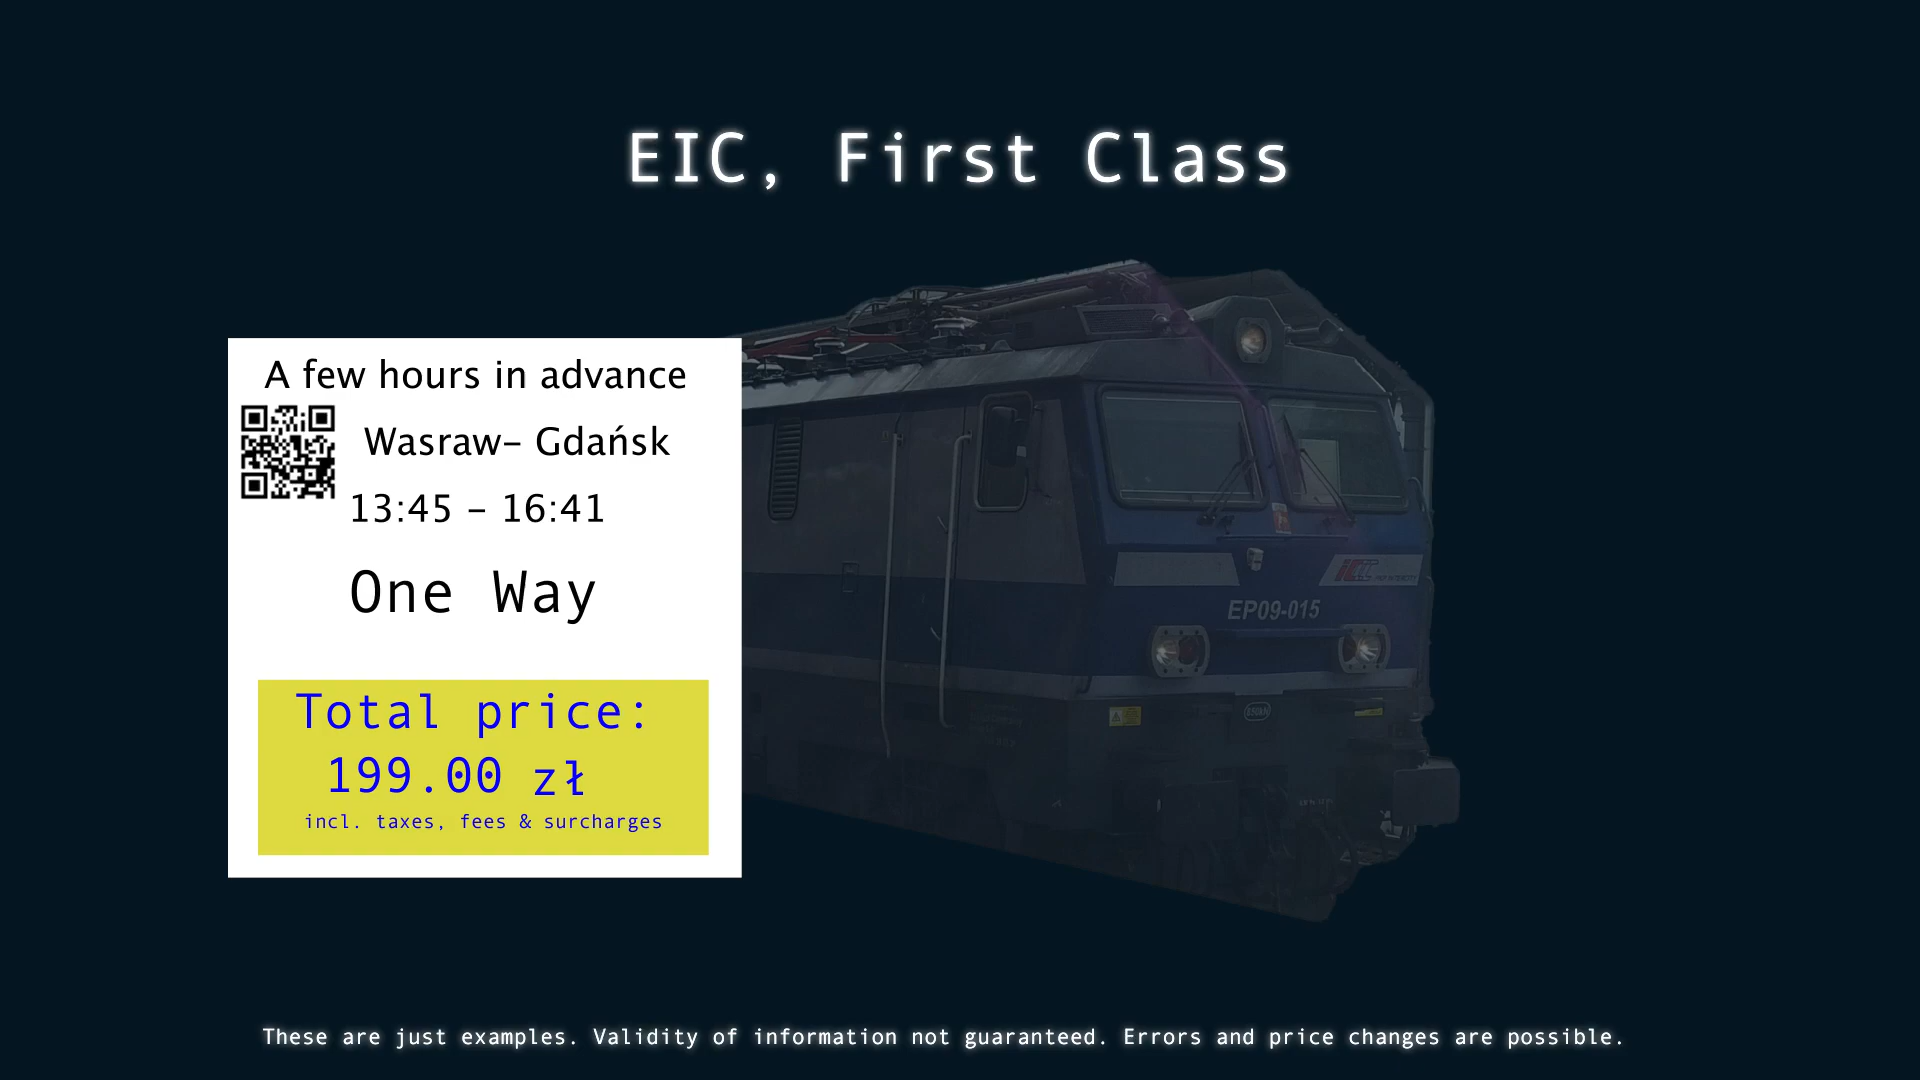 EIC, First Class
A few hours in advance
Wasraw– Gdańsk
13:45 – 16:41
One Way
Total price:
199.00 zł
incl. taxes, fees & surcharges
EP09-015
These are just examples. Validity of information not guaranteed. Errors and price changes are possible.